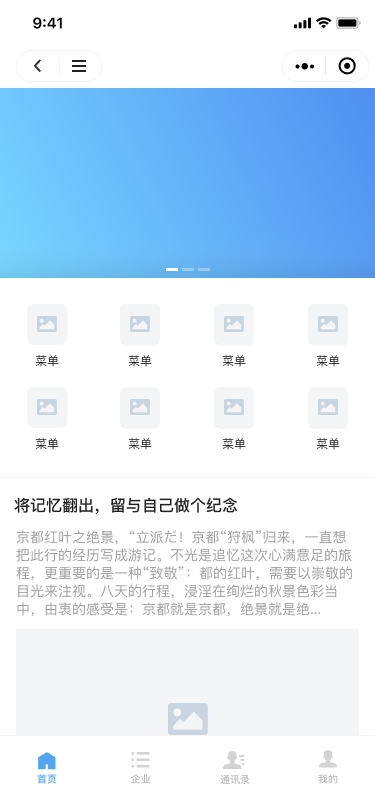 9:41
菜单 菜单 菜单 菜单
菜单 菜单 菜单 菜单
将记忆翻出，留与自己做个纪念
京都红叶之绝景，“立派だ！京都“狩枫”归来，一直想
把此行的经历写成游记。不光是追忆这次心满意足的旅
程，更重要的是一种“致敬”：都的红叶，需要以崇敬的
目光来注视。八天的行程，浸淫在绚烂的秋景色彩当
中，由衷的感受是：京都就是京都，绝景就是绝...
首页 企业 通讯录 我的